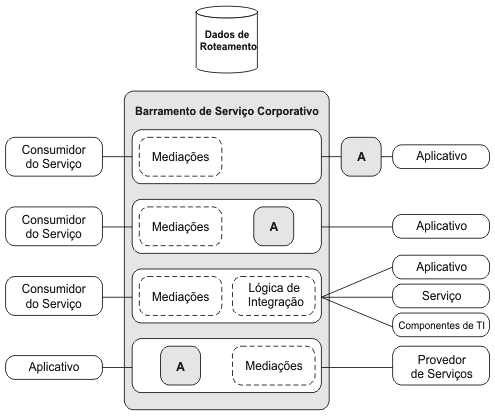 Dados de
Roteamento
Barramento de Serviço Corporativo
Consumidor
do Serviço
Mediações
A
Aplicativo
Consumidor
do Serviço
Mediações
A
Aplicativo
Consumidor
do Serviço
Mediações
Lógica de
Integração
Aplicativo
Serviço
Componentes de TI
Aplicativo
A
Mediações
Provedor
de Serviços